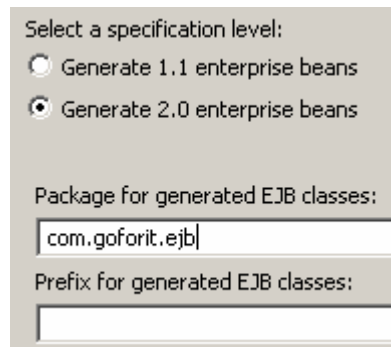 Select a specification level:
Generate 1.1 enterprise beans
Generate 2.0 enterprise beans
Package for generated EJB classes:
com.goforit.ejb
Prefix for generated EJB classes: